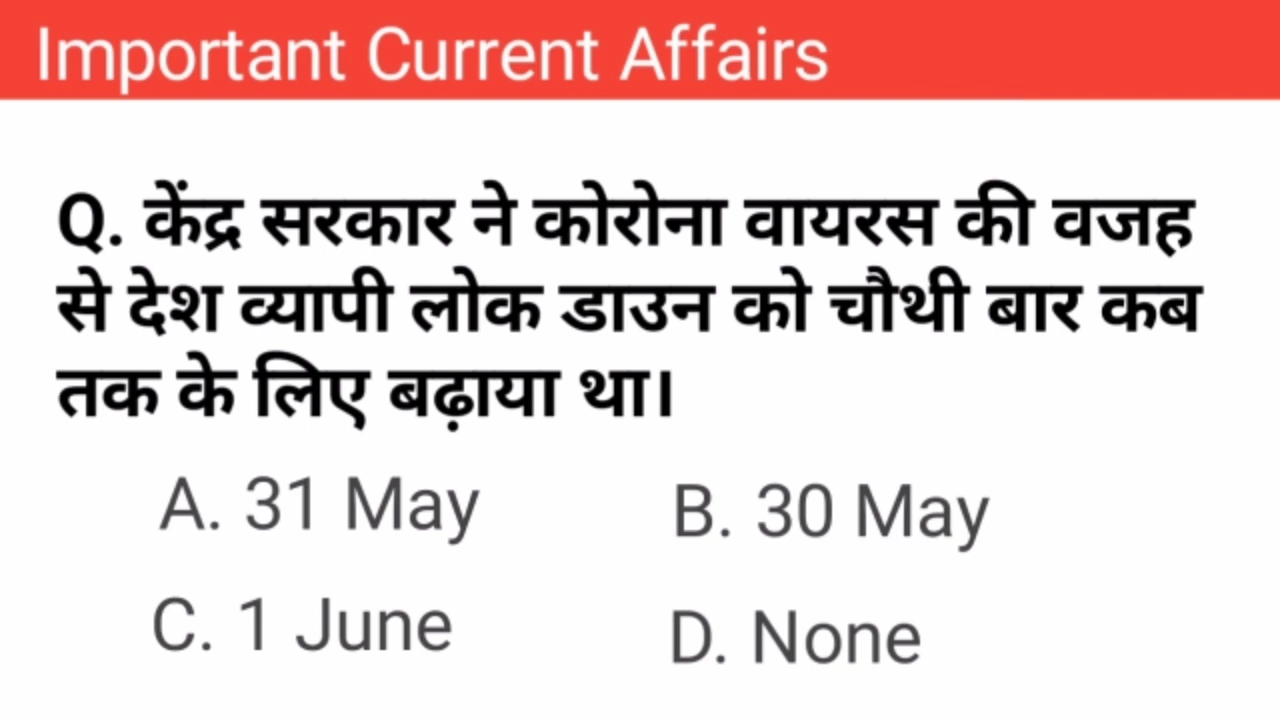 Important Current Affairs
Q. केंद्र सरकार ने कोरोना वायरस की वजह
से देश व्यापी लोक डाउन को चौथी बार कब
तक के लिए बढ़ाया था।
A. 31 May B. 30 May
C. 1 June D. None